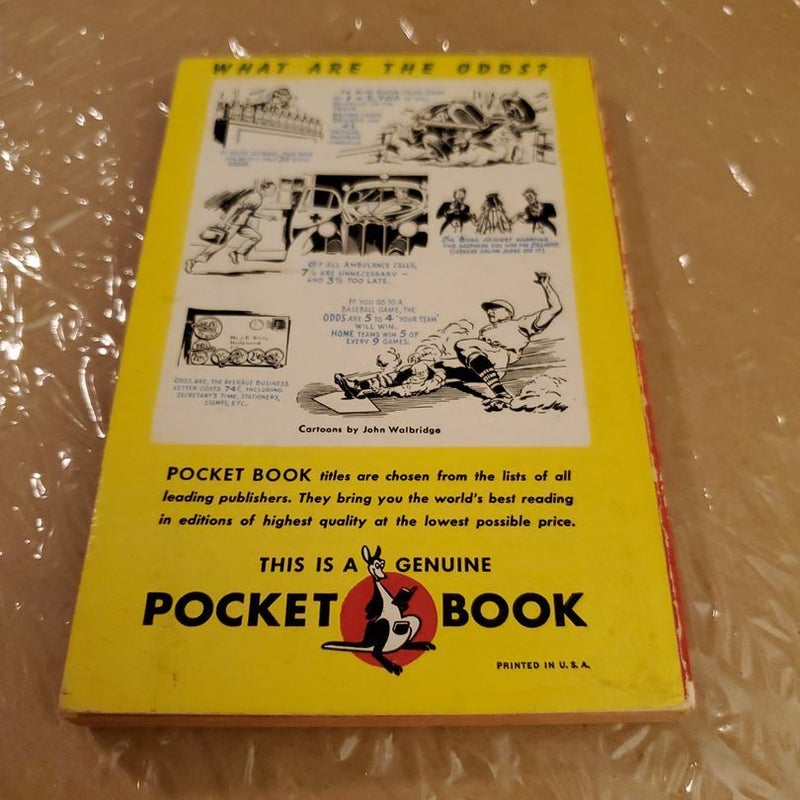 WHAT ARE THE ODDS?
OF ALL AMBULANCE CALLS,
7% ARE UNNECESSARY —
AND 3% TOO LATE.
IF YOU GO TO A
BASEBALL GAME, THE
ODDS ARE 5 TO 4 "YOUR TEAM"
WILL WIN.
HOME TEAMS WIN 5 OF
EVERY 9 GAMES.
ODDS ARE, THE AVERAGE BUSINESS
LETTER COSTS 74¢, INCLUDING
SECRETARY'S TIME, STATIONERY,
STAMPS, ETC.
Cartoons by John Walbridge
POCKET BOOK titles are chosen from the lists of all
leading publishers. They bring you the world's best reading
in editions of highest quality at the lowest possible price.
THIS IS A GENUINE
POCKET BOOK
PRINTED IN U. S. A.